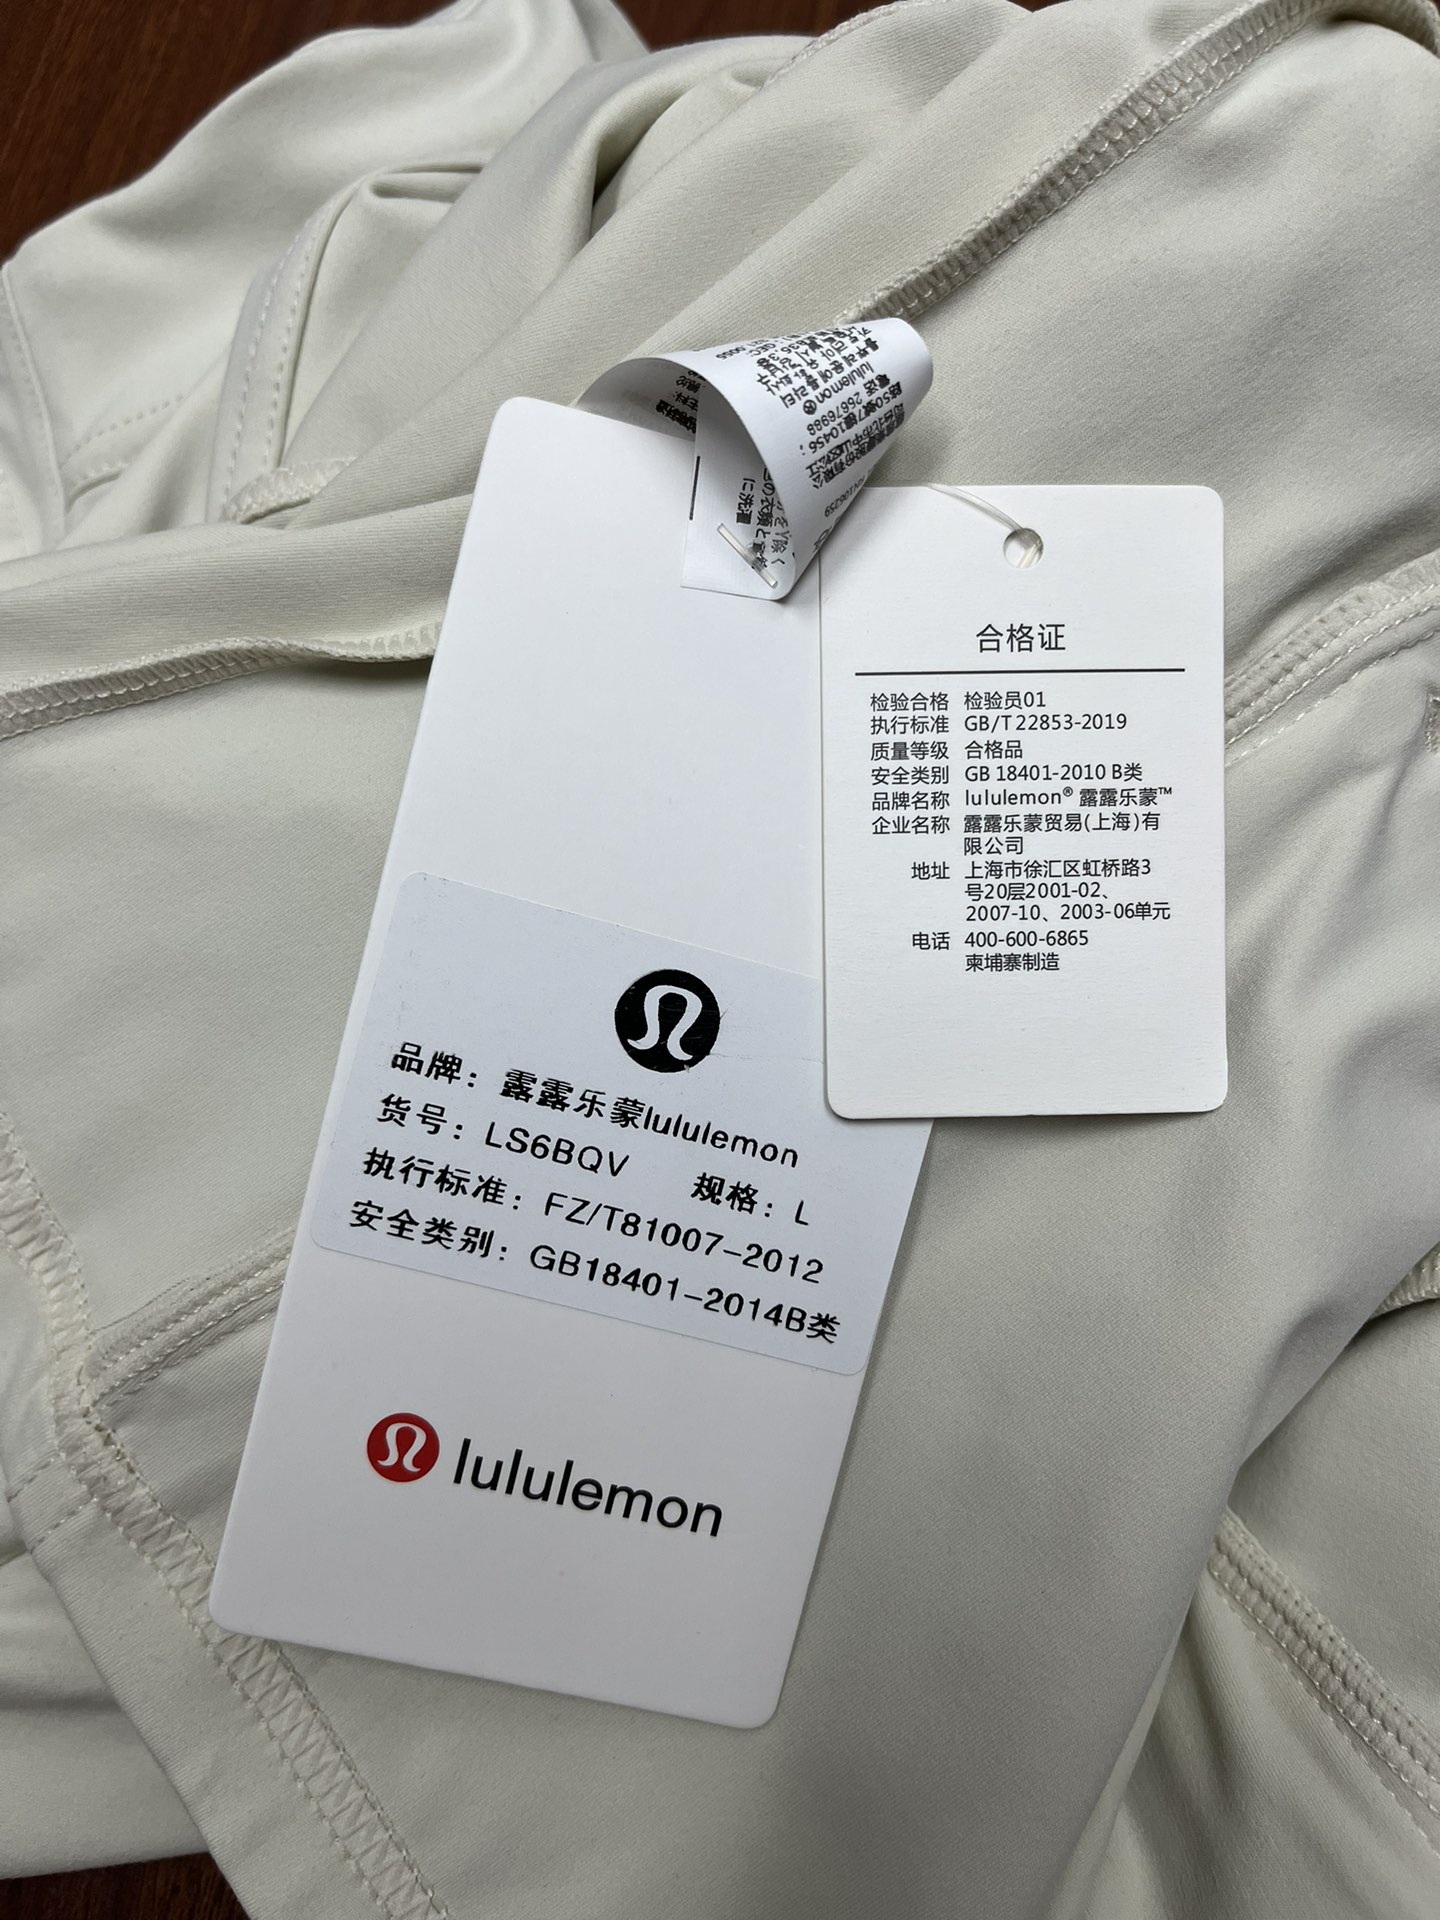 lululemon
合格证
检验合格 检验员01
执行标准 GB/T 22853-2019
质量等级 合格品
安全类别 GB 18401-2010 B类
品牌名称 lululemon® 露露乐蒙™
企业名称 露露乐蒙贸易(上海)有
限公司
地址 上海市徐汇区虹桥路3
号20层2001-02、
2007-10、2003-06单元
电话 400-600-6865
柬埔寨制造
品牌：露露乐蒙lululemon
货号：LS6BQV 规格：L
执行标准：FZ/T81007-2012
安全类别：GB18401-2014B类
lululemon